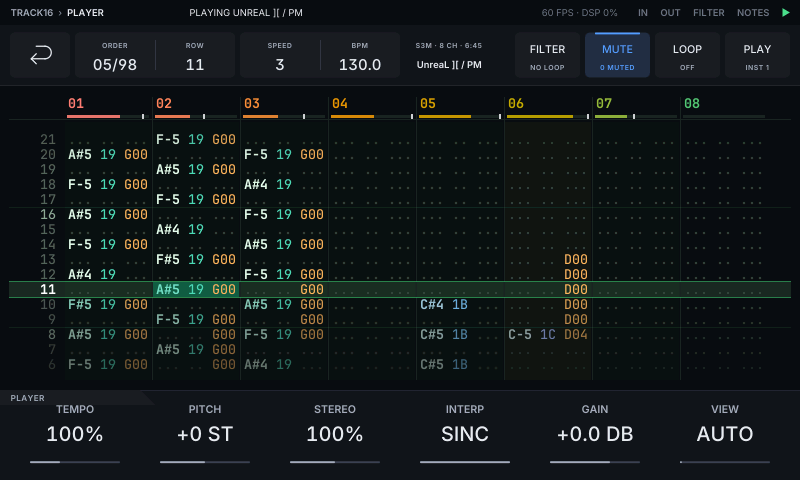 TRACK16 › PLAYER PLAYING UNREAL ][ / PM 60 FPS · DSP 0% IN OUT FILTER NOTES
ORDER ROW SPEED BPM S3M · 8 CH · 6:45 FILTER MUTE LOOP PLAY
05/98 11 3 130.0 UnreaL ][ / PM NO LOOP 0 MUTED OFF INST 1
01 02 03 04 05 06 07 08
21 ... .. ... F-5 19 G00 ... .. ... ... .. ... ... .. ... ... .. ... ... .. ... ... .. ...
20 A#5 19 G00 ... .. ... F-5 19 G00 ... .. ... ... .. ... ... .. ... ... .. ... ... .. ...
19 ... .. ... A#5 19 G00 ... .. ... ... .. ... ... .. ... ... .. ... ... .. ... ... .. ...
18 F-5 19 G00 ... .. ... A#4 19 ... ... .. ... ... .. ... ... .. ... ... .. ... ... .. ...
17 ... .. ... F-5 19 G00 ... .. ... ... .. ... ... .. ... ... .. ... ... .. ... ... .. ...
16 A#5 19 G00 ... .. ... F-5 19 G00 ... .. ... ... .. ... ... .. ... ... .. ... ... .. ...
15 ... .. ... A#4 19 ... ... .. ... ... .. ... ... .. ... ... .. ... ... .. ... ... .. ...
14 F-5 19 G00 ... .. ... A#5 19 G00 ... .. ... ... .. ... ... .. ... ... .. ... ... .. ...
13 ... .. ... F#5 19 G00 ... .. ... ... .. ... ... .. ... ... .. D00 ... .. ... ... .. ...
12 A#4 19 ... ... .. ... F-5 19 G00 ... .. ... ... .. ... ... .. D00 ... .. ... ... .. ...
11 ... .. ... A#5 19 G00 ... .. G00 ... .. ... ... .. ... ... .. D00 ... .. ... ... .. ...
10 F#5 19 G00 ... .. ... A#5 19 G00 ... .. ... C#4 1B ... ... .. D00 ... .. ... ... .. ...
9 ... .. ... F-5 19 G00 ... .. G00 ... .. ... ... .. ... ... .. D00 ... .. ... ... .. ...
8 A#5 19 G00 ... .. G00 F-5 19 G00 ... .. ... C#5 1B ... C-5 1C D04 ... .. ... ... .. ...
7 ... .. ... A#5 19 G00 ... .. ... ... .. ... ... .. ... ... .. ... ... .. ... ... .. ...
6 F-5 19 G00 ... .. G00 A#4 19 ... ... .. ... C#5 1B ... ... .. ... ... .. ... ... .. ...
PLAYER
TEMPO PITCH STEREO INTERP GAIN VIEW
100% +0 ST 100% SINC +0.0 DB AUTO